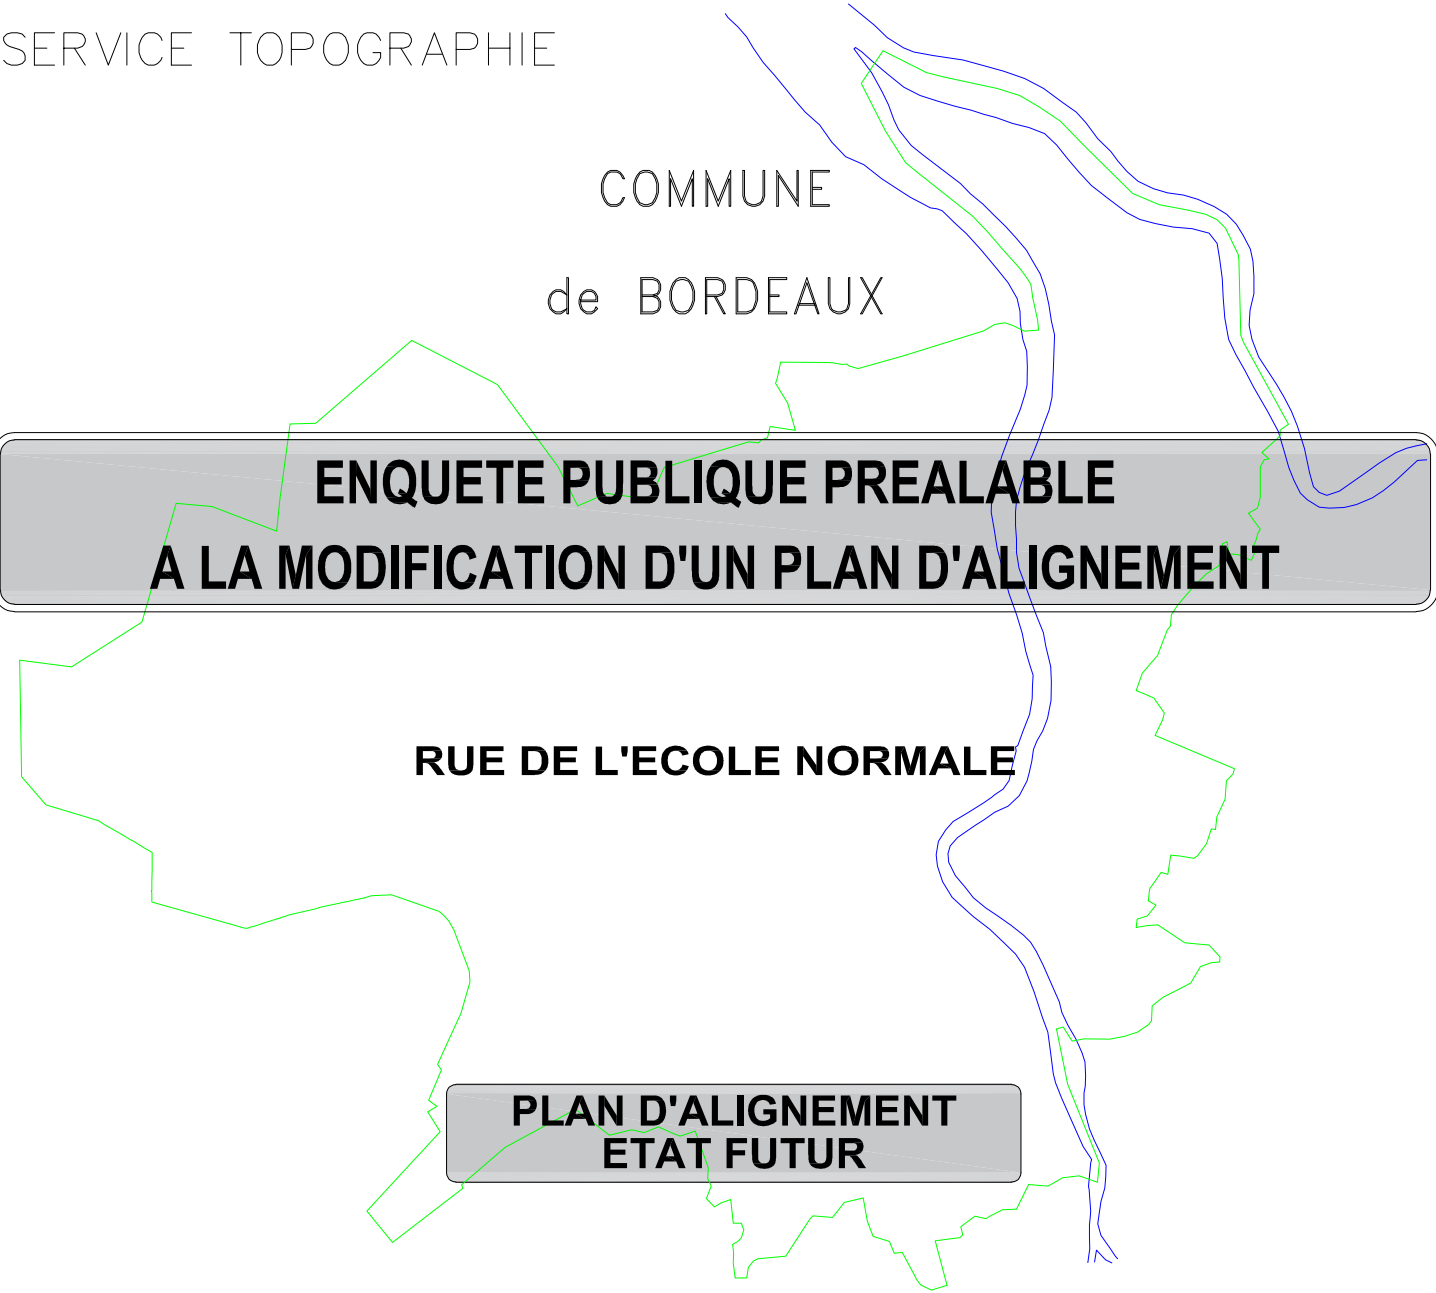 SERVICE TOPOGRAPHIE
COMMUNE
de BORDEAUX
ENQUETE PUBLIQUE PREALABLE
A LA MODIFICATION D'UN PLAN D'ALIGNEMENT
RUE DE L'ECOLE NORMALE
PLAN D'ALIGNEMENT
ETAT FUTUR